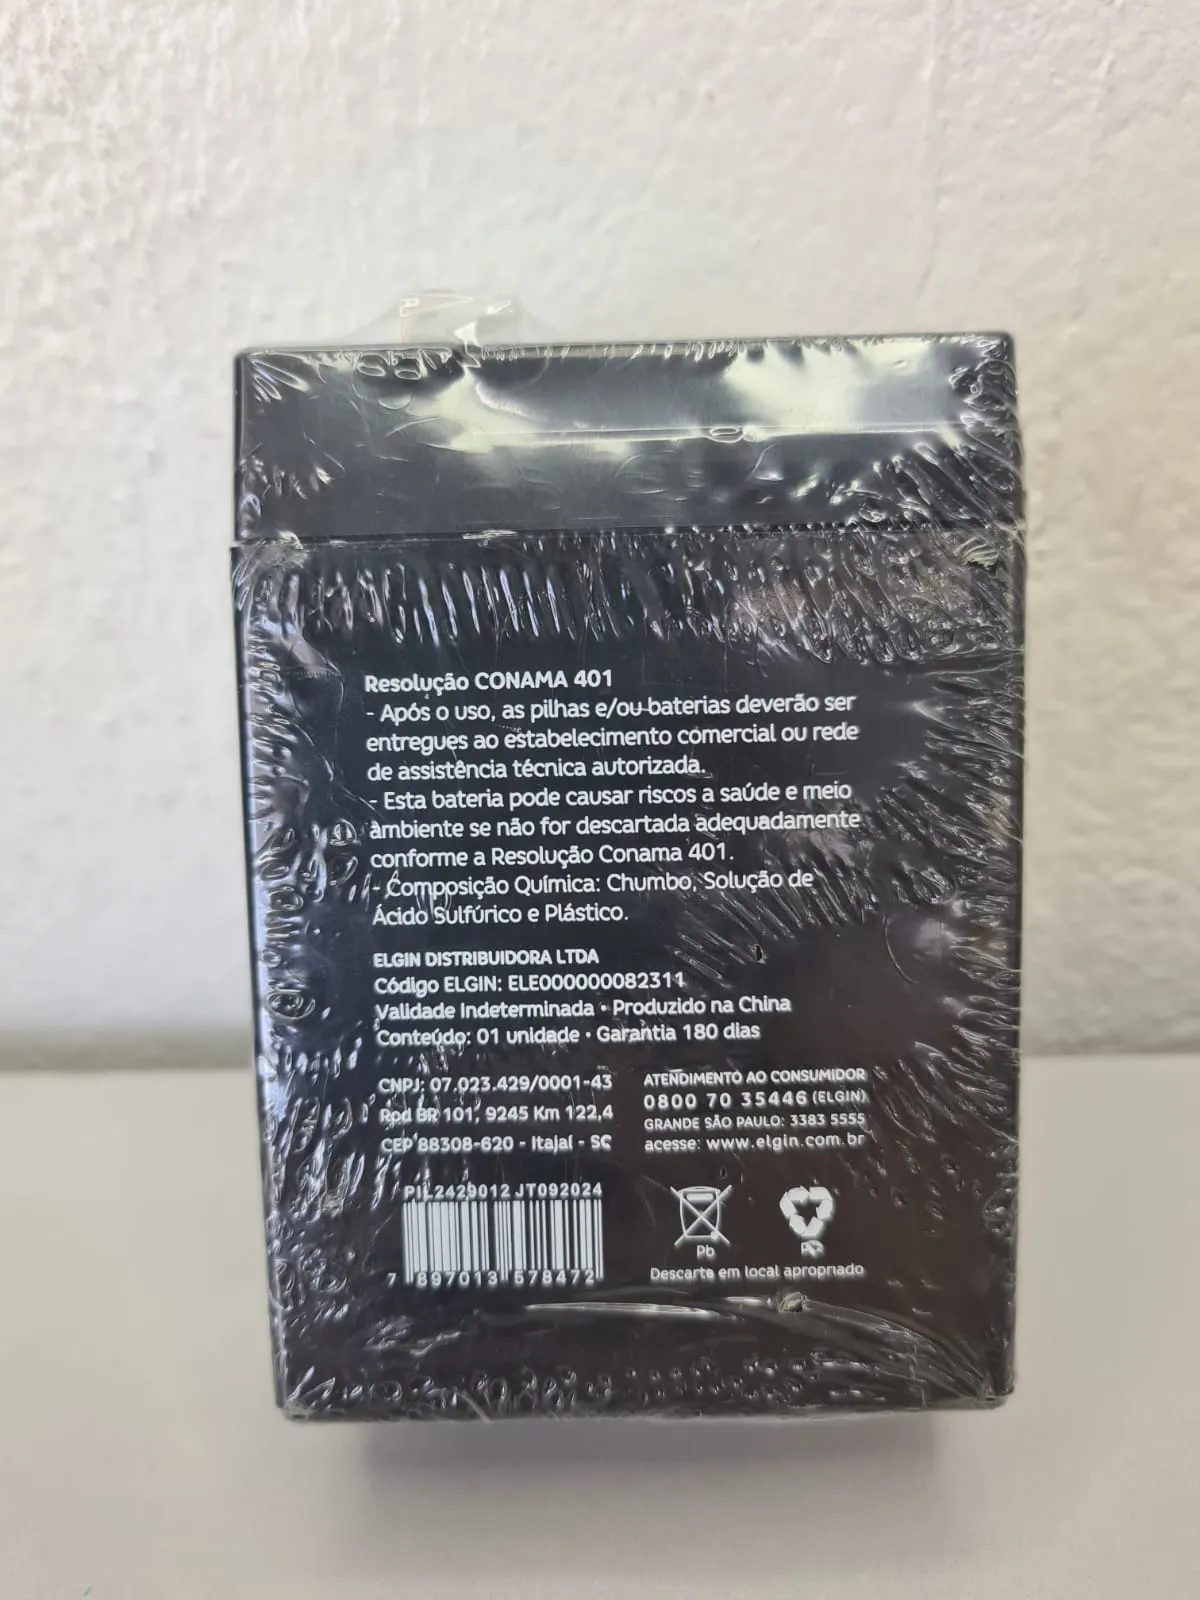 Resolução CONAMA 401
- Após o uso, as pilhas e/ou baterias deverão ser
entregues ao estabelecimento comercial ou rede
de assistência técnica autorizada.
- Esta bateria pode causar riscos a saúde e meio
ambiente se não for descartada adequadamente
conforme a Resolução Conama 401.
- Composição Química: Chumbo, Solução de
Ácido Sulfúrico e Plástico.
ELGIN DISTRIBUIDORA LTDA
Código ELGIN: ELE000000082311
Validade Indeterminada • Produzido na China
Conteúdo: 01 unidade • Garantia 180 dias
CNPJ: 07.023.429/0001-43
Rod BR 101, 9245 Km 122,4
CEP 88308-620 - Itajaí - SC
ATENDIMENTO AO CONSUMIDOR
0800 70 35446 (ELGIN)
GRANDE SÃO PAULO: 3383 5555
acesse: www.elgin.com.br
PIL2429012 JT092024
7 897013 578472
Pb
Descarte em local apropriado